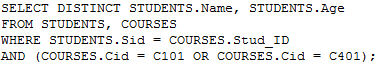 SELECT DISTINCT STUDENTS.Name, STUDENTS.Age
FROM STUDENTS, COURSES
WHERE STUDENTS.Sid = COURSES.Stud_ID
AND (COURSES.Cid = C101 OR COURSES.Cid = C401);